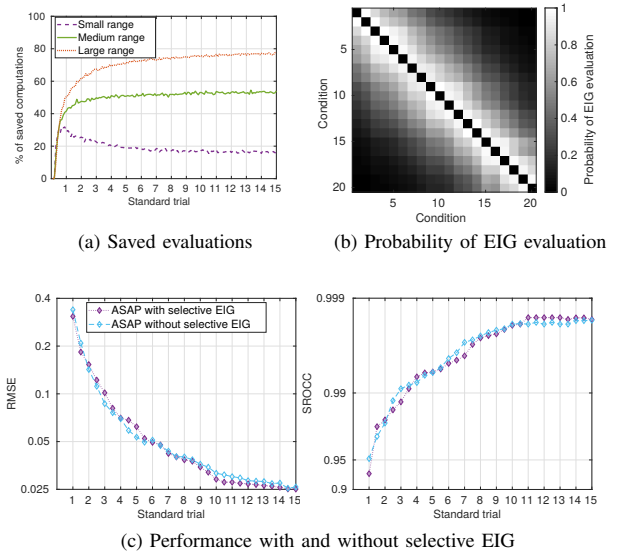 100
80
60
40
20
0
% of saved computations
Small range
Medium range
Large range
1 2 3 4 5 6 7 8 9 10 11 12 13 14 15
Standard trial
(a) Saved evaluations
5
10
15
20
Condition
5 10 15 20
Condition
1
0.8
0.6
0.4
0.2
0
Probability of EIG evaluation
(b) Probability of EIG evaluation
0.4
0.2
0.1
0.05
0.025
RMSE
ASAP with selective EIG
ASAP without selective EIG
1 2 3 4 5 6 7 8 9 10 11 12 13 14 15
Standard trial
0.999
0.99
0.95
0.9
SROCC
1 2 3 4 5 6 7 8 9 10 11 12 13 14 15
Standard trial
(c) Performance with and without selective EIG